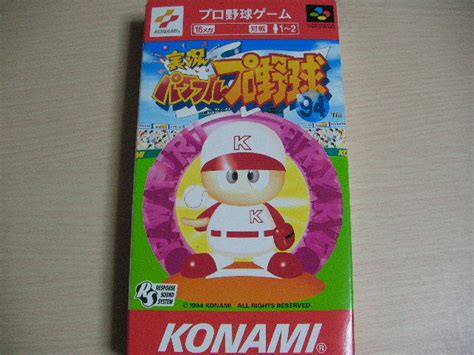 KONAMI
プロ野球ゲーム
16メガ 対戦 1~2
実況
パワフルプロ野球
'94
K
K
RS RESPONSE SOUND SYSTEM
© 1994 KONAMI ALL RIGHTS RESERVED.
KONAMI